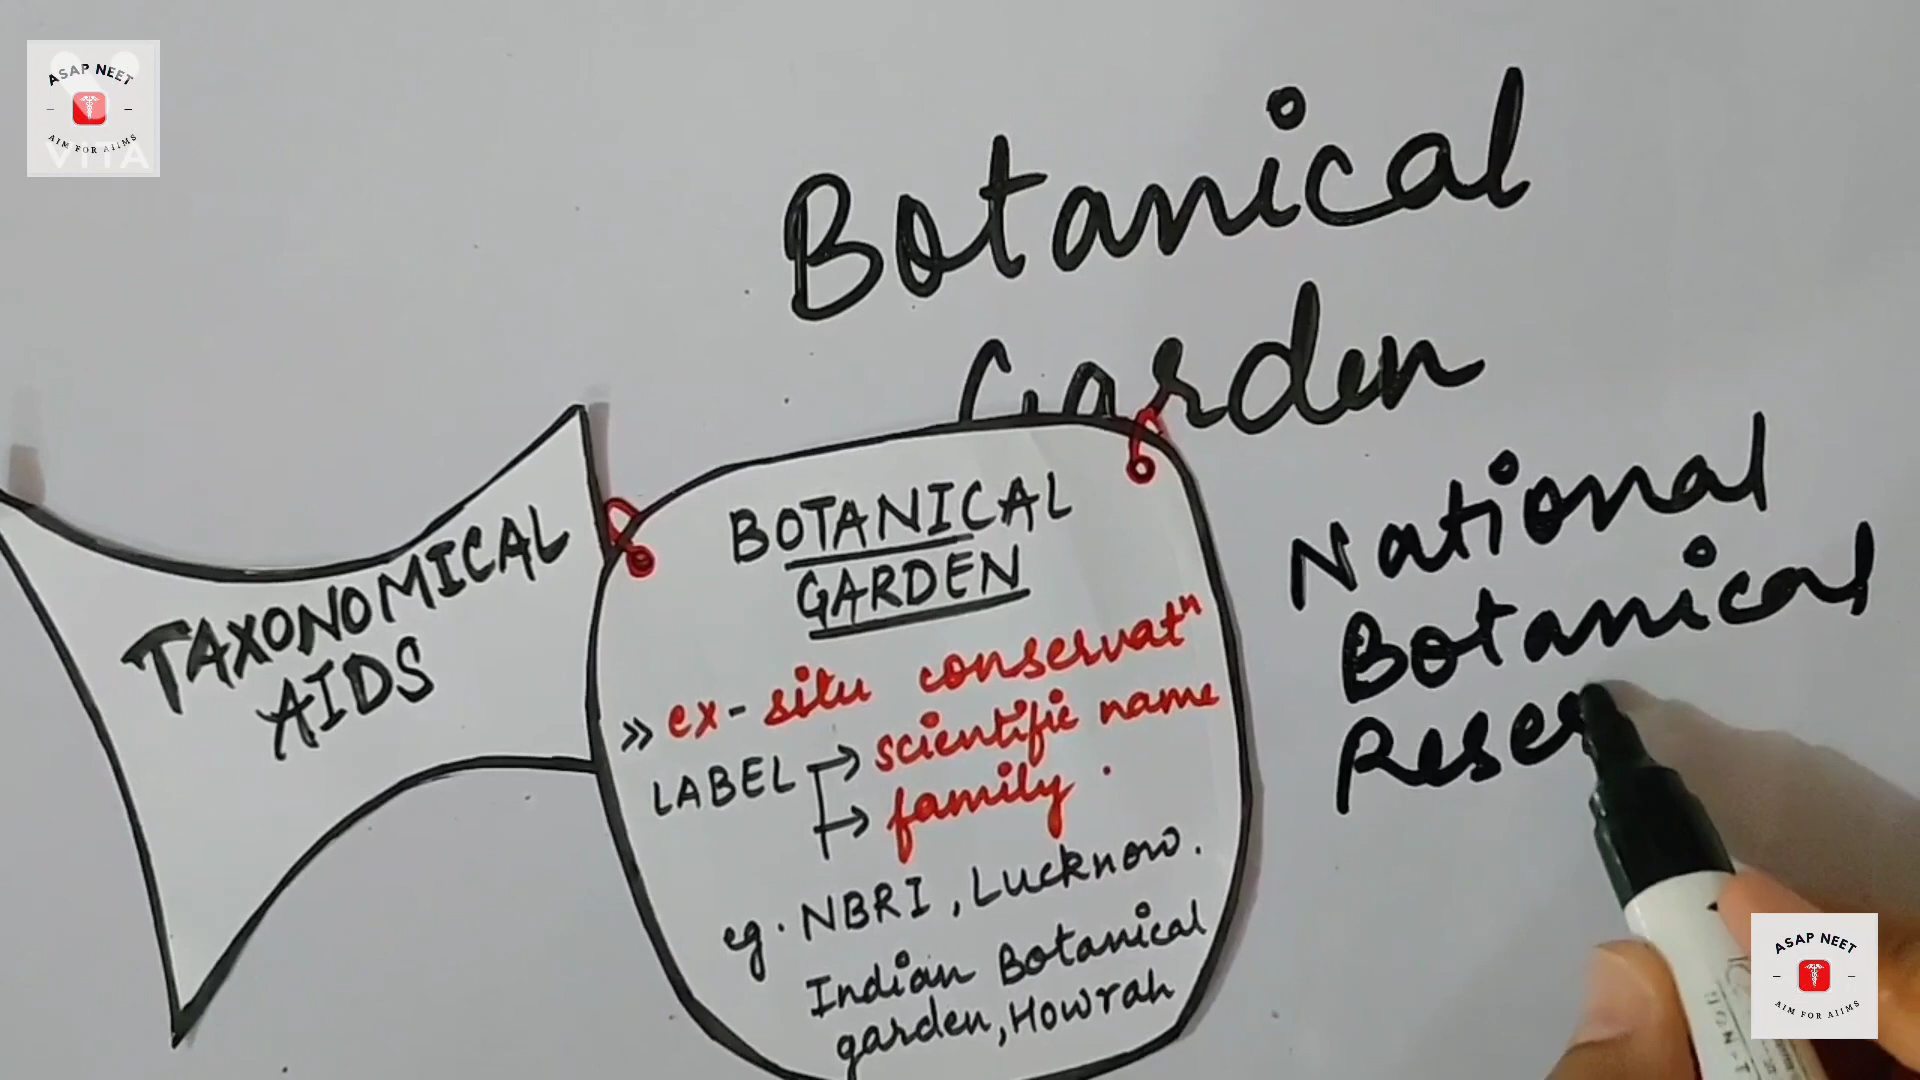 ASAP NEET
AIM FOR AIIMS
VITA
Botanical
Garden
TAXONOMICAL
AIDS
BOTANICAL
GARDEN
» ex-situ conservatⁿ
LABEL → scientific name
→ family.
eg. NBRI, Lucknow.
Indian Botanical
garden, Howrah
National
Botanical
Reser
ASAP NEET
AIM FOR AIIMS